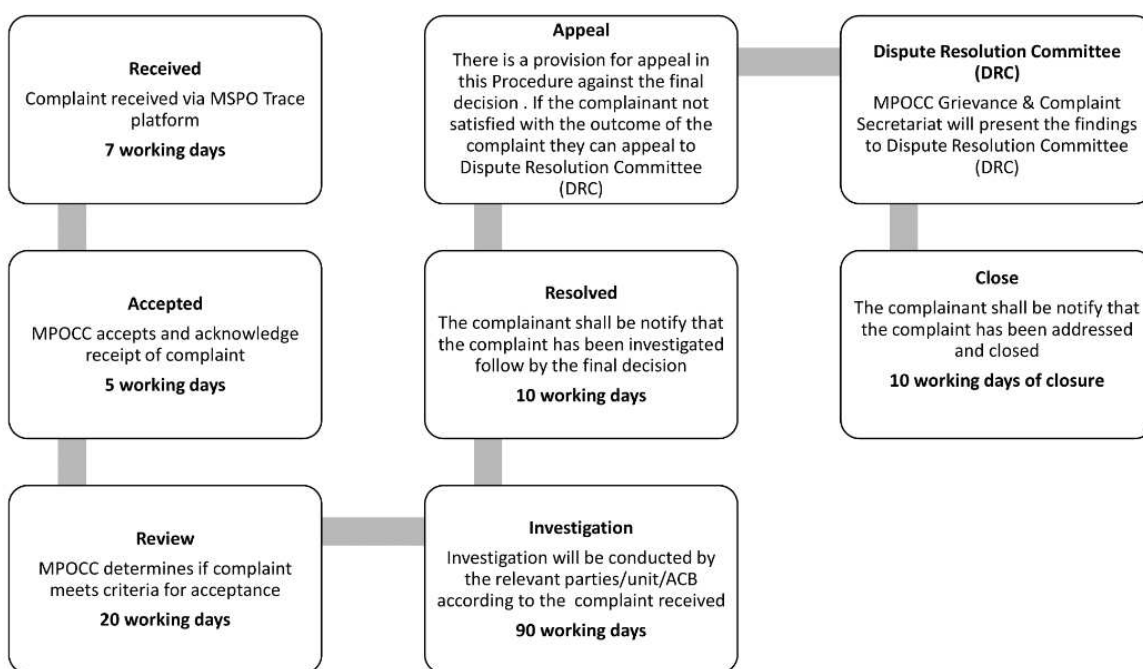 Received
Complaint received via MSPO Trace
platform
7 working days
Accepted
MPOCC accepts and acknowledge
receipt of complaint
5 working days
Review
MPOCC determines if complaint
meets criteria for acceptance
20 working days
Investigation
Investigation will be conducted by
the relevant parties/unit/ACB
according to the complaint received
90 working days
Resolved
The complainant shall be notify that
the complaint has been investigated
follow by the final decision
10 working days
Appeal
There is a provision for appeal in
this Procedure against the final
decision . If the complainant not
satisfied with the outcome of the
complaint they can appeal to
Dispute Resolution Committee
(DRC)
Dispute Resolution Committee
(DRC)
MPOCC Grievance & Complaint
Secretariat will present the findings
to Dispute Resolution Committee
(DRC)
Close
The complainant shall be notify that
the complaint has been addressed
and closed
10 working days of closure